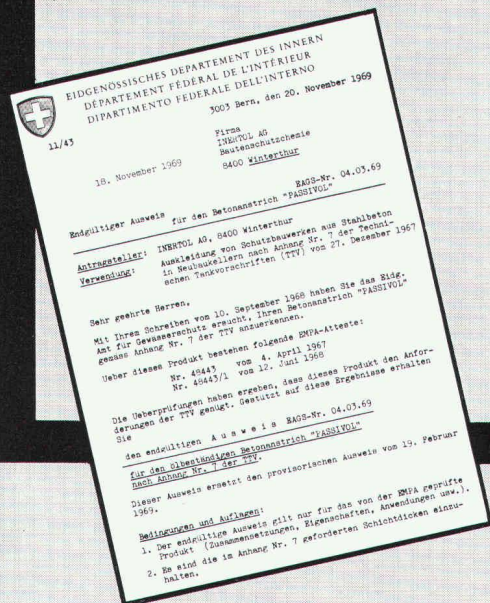 EIDGENÖSSISCHES DEPARTEMENT DES INNERN
DÉPARTEMENT FÉDÉRAL DE L'INTÉRIEUR
DIPARTIMENTO FEDERALE DELL'INTERNO
11/43
3003 Bern, den 20. November 1969
18. November 1969
Firma
INERTOL AG
Bautenschutzchemie
8400 Winterthur
EAGS-Nr. 04.03.69
Endgültiger Ausweis für den Betonanstrich "PASSIVOL"
Antragsteller: INERTOL AG, 8400 Winterthur
Verwendung: Auskleidung von Schutzbauwerken aus Stahlbeton
in Neubaukellern nach Anhang Nr. 7 der Techni-
schen Tankvorschriften (TTV) vom 27. Dezember 1967
Sehr geehrte Herren,
Mit Ihrem Schreiben vom 10. September 1968 haben Sie das Eidg.
Amt für Gewässerschutz ersucht, Ihren Betonanstrich "PASSIVOL"
gemäss Anhang Nr. 7 der TTV anzuerkennen.
Ueber dieses Produkt bestehen folgende EMPA-Atteste:
Nr. 48443 vom 4. April 1967
Nr. 48443/1 vom 12. Juni 1968
Die Ueberprüfungen haben ergeben, dass dieses Produkt den Anfor-
derungen der TTV genügt. Gestützt auf diese Ergebnisse erhalten
Sie
den endgültigen Ausweis EAGS-Nr. 04.03.69
für den ölbeständigen Betonanstrich "PASSIVOL"
nach Anhang Nr. 7 der TTV.
Dieser Ausweis ersetzt den provisorischen Ausweis vom 19. Februar
1969.
Bedingungen und Auflagen:
1. Der endgültige Ausweis gilt nur für das von der EMPA geprüfte
Produkt (Zusammensetzungen, Eigenschaften, Anwendungen usw.).
2. Es sind die im Anhang Nr. 7 geforderten Schichtdicken einzu-
halten.